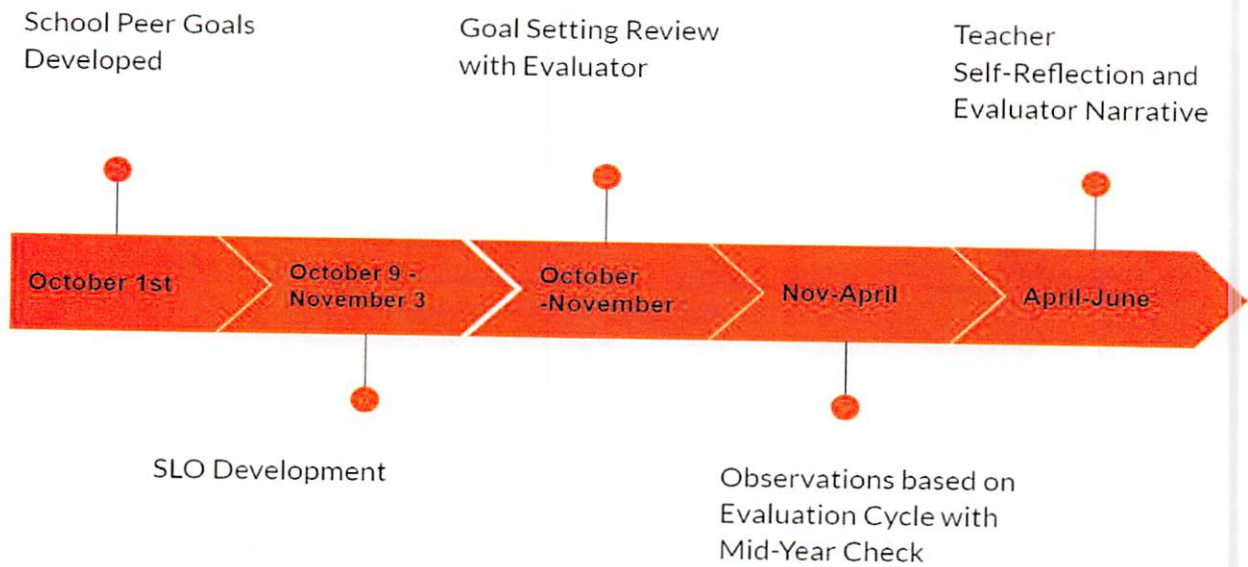 School Peer Goals
Developed
Goal Setting Review
with Evaluator
Teacher
Self-Reflection and
Evaluator Narrative
October 1st
October 9 -
November 3
October
-November
Nov-April
April-June
SLO Development
Observations based on
Evaluation Cycle with
Mid-Year Check